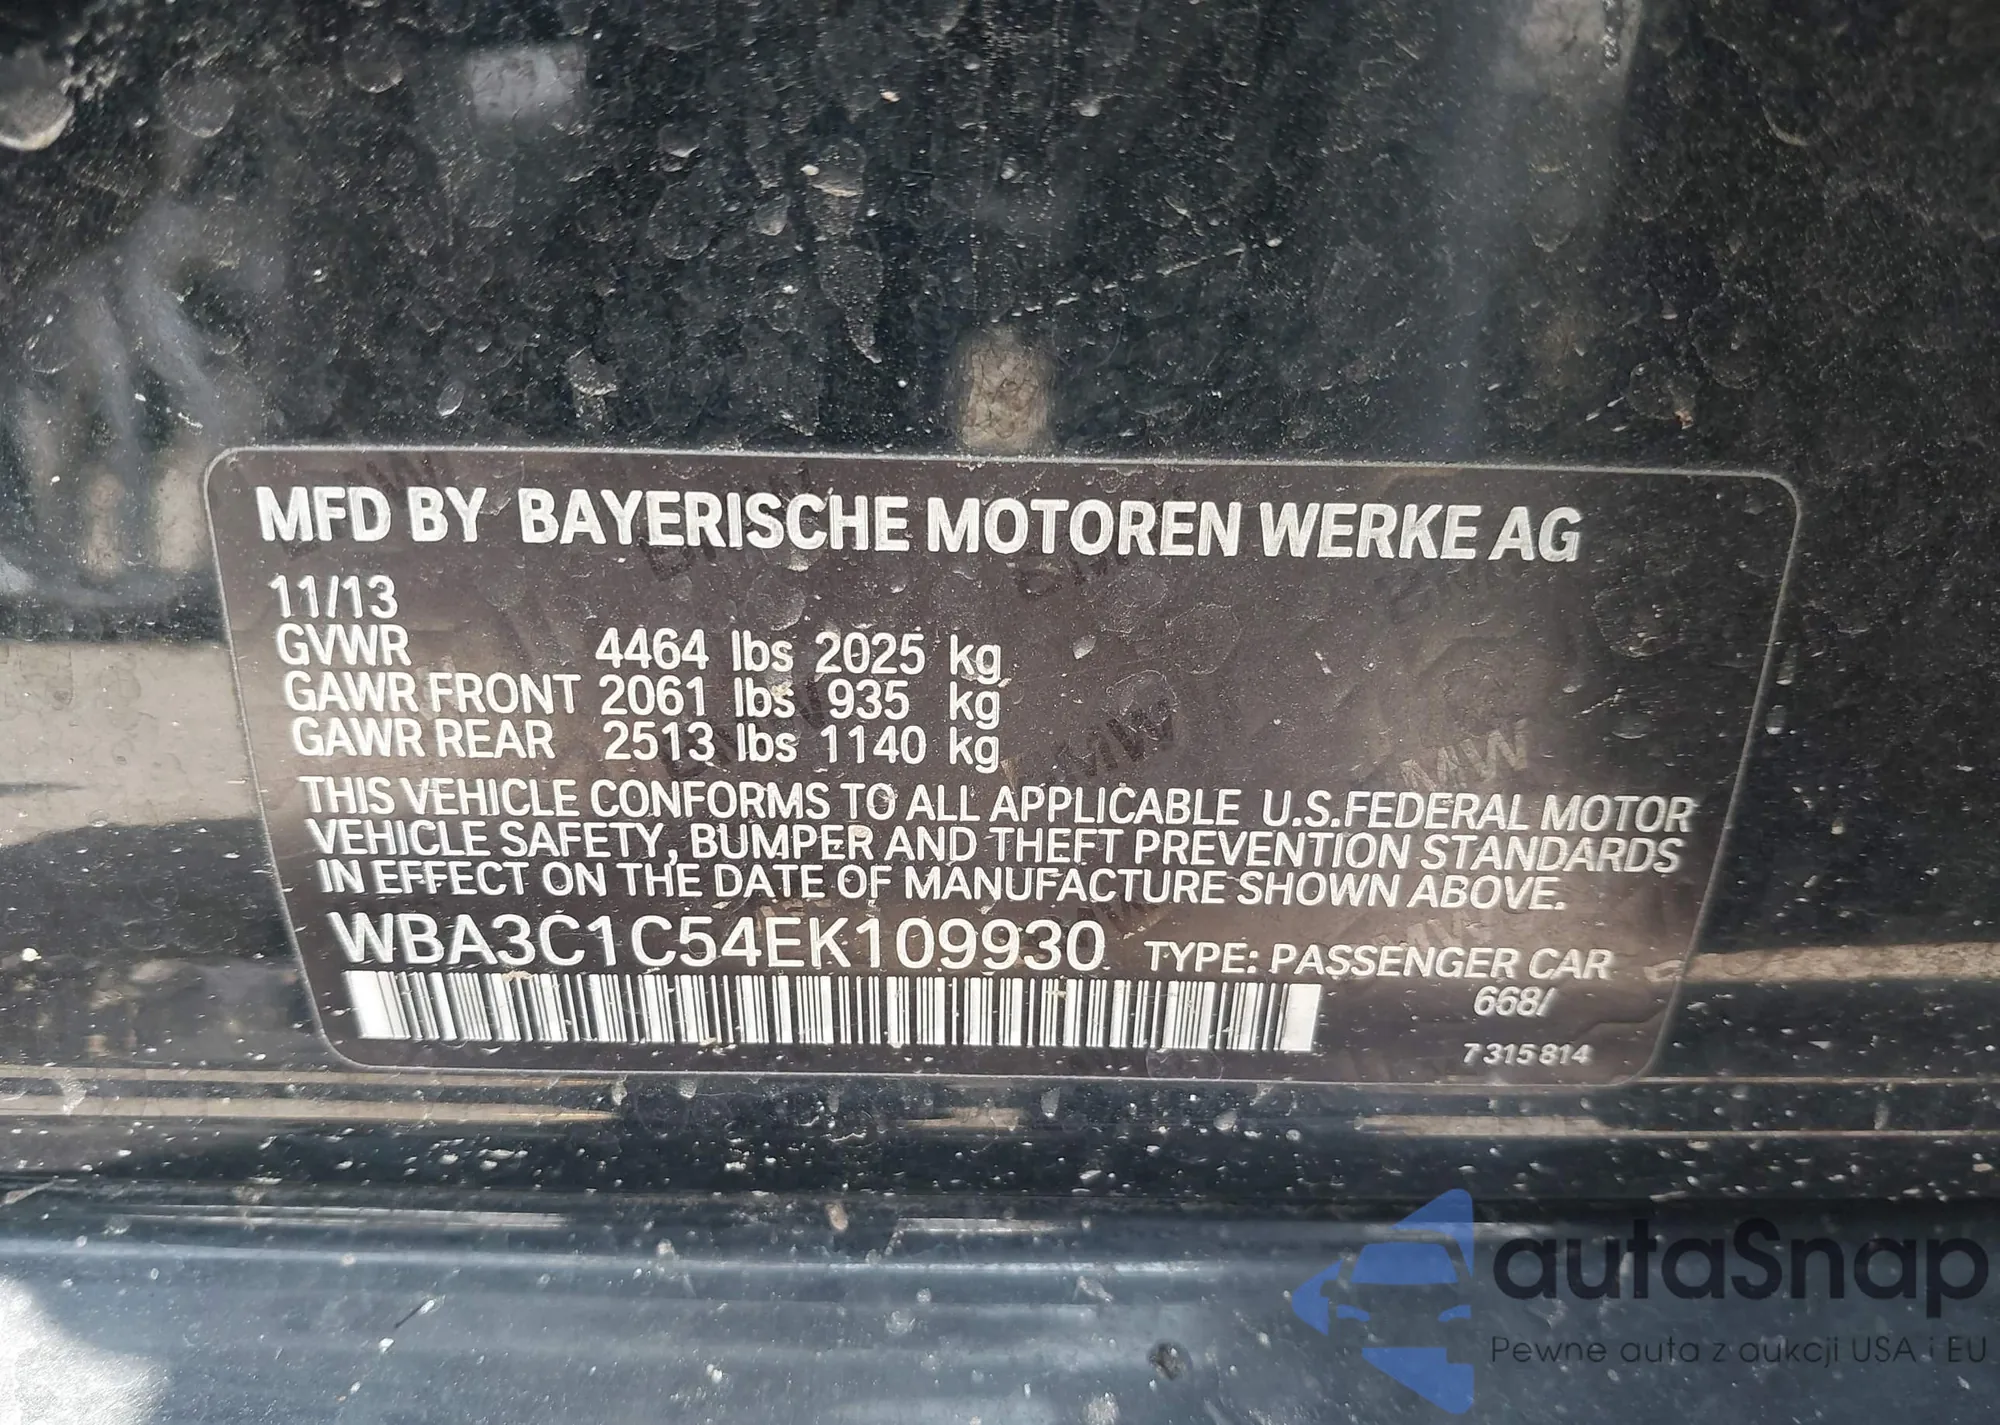 MFD BY BAYERISCHE MOTOREN WERKE AG
11/13
GVWR 4464 lbs 2025 kg
GAWR FRONT 2061 lbs 935 kg
GAWR REAR 2513 lbs 1140 kg
THIS VEHICLE CONFORMS TO ALL APPLICABLE U.S.FEDERAL MOTOR
VEHICLE SAFETY, BUMPER AND THEFT PREVENTION STANDARDS
IN EFFECT ON THE DATE OF MANUFACTURE SHOWN ABOVE.
WBA3C1C54EK109930 TYPE: PASSENGER CAR
668/
7315814
autaSnap
Pewne auta z aukcji USA i EU